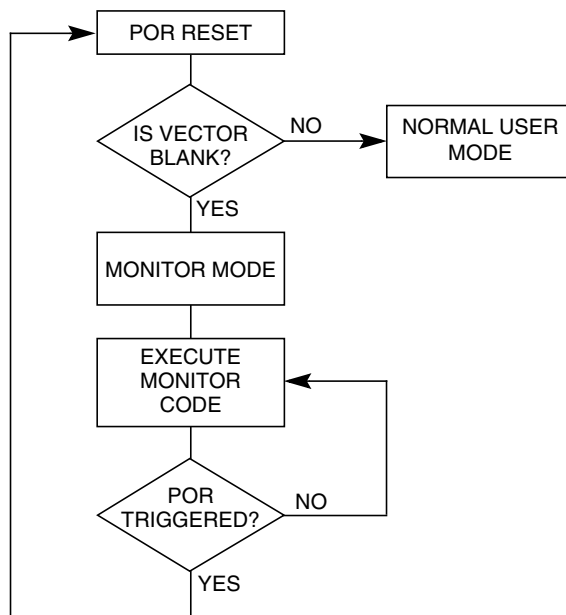 POR RESET
IS VECTOR
BLANK?
NO
NORMAL USER
MODE
YES
MONITOR MODE
EXECUTE
MONITOR
CODE
POR
TRIGGERED?
NO
YES